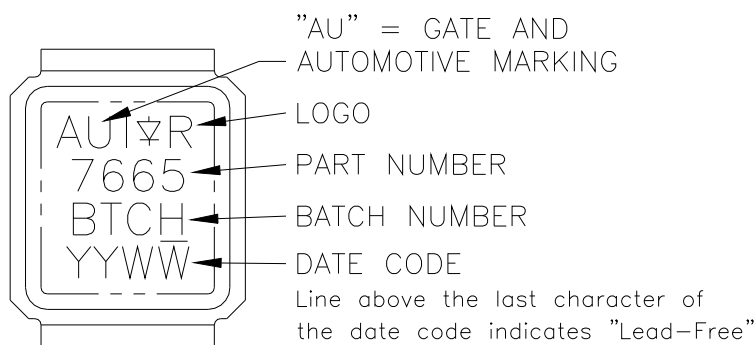 "AU" = GATE AND
AUTOMOTIVE MARKING
AUI R
LOGO
7665
PART NUMBER
BTCH
BATCH NUMBER
YYWW̅
DATE CODE
Line above the last character of
the date code indicates "Lead-Free"